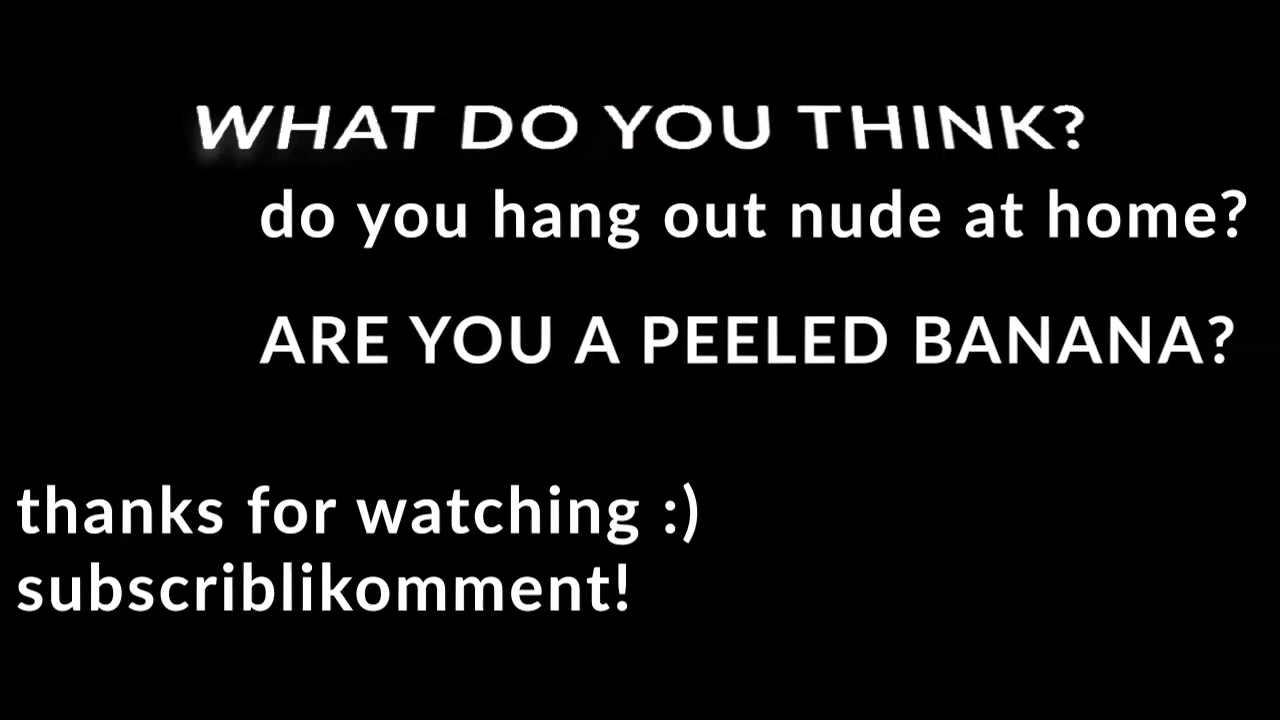 WHAT DO YOU THINK?
do you hang out nude at home?
ARE YOU A PEELED BANANA?
thanks for watching :)
subscriblikomment!